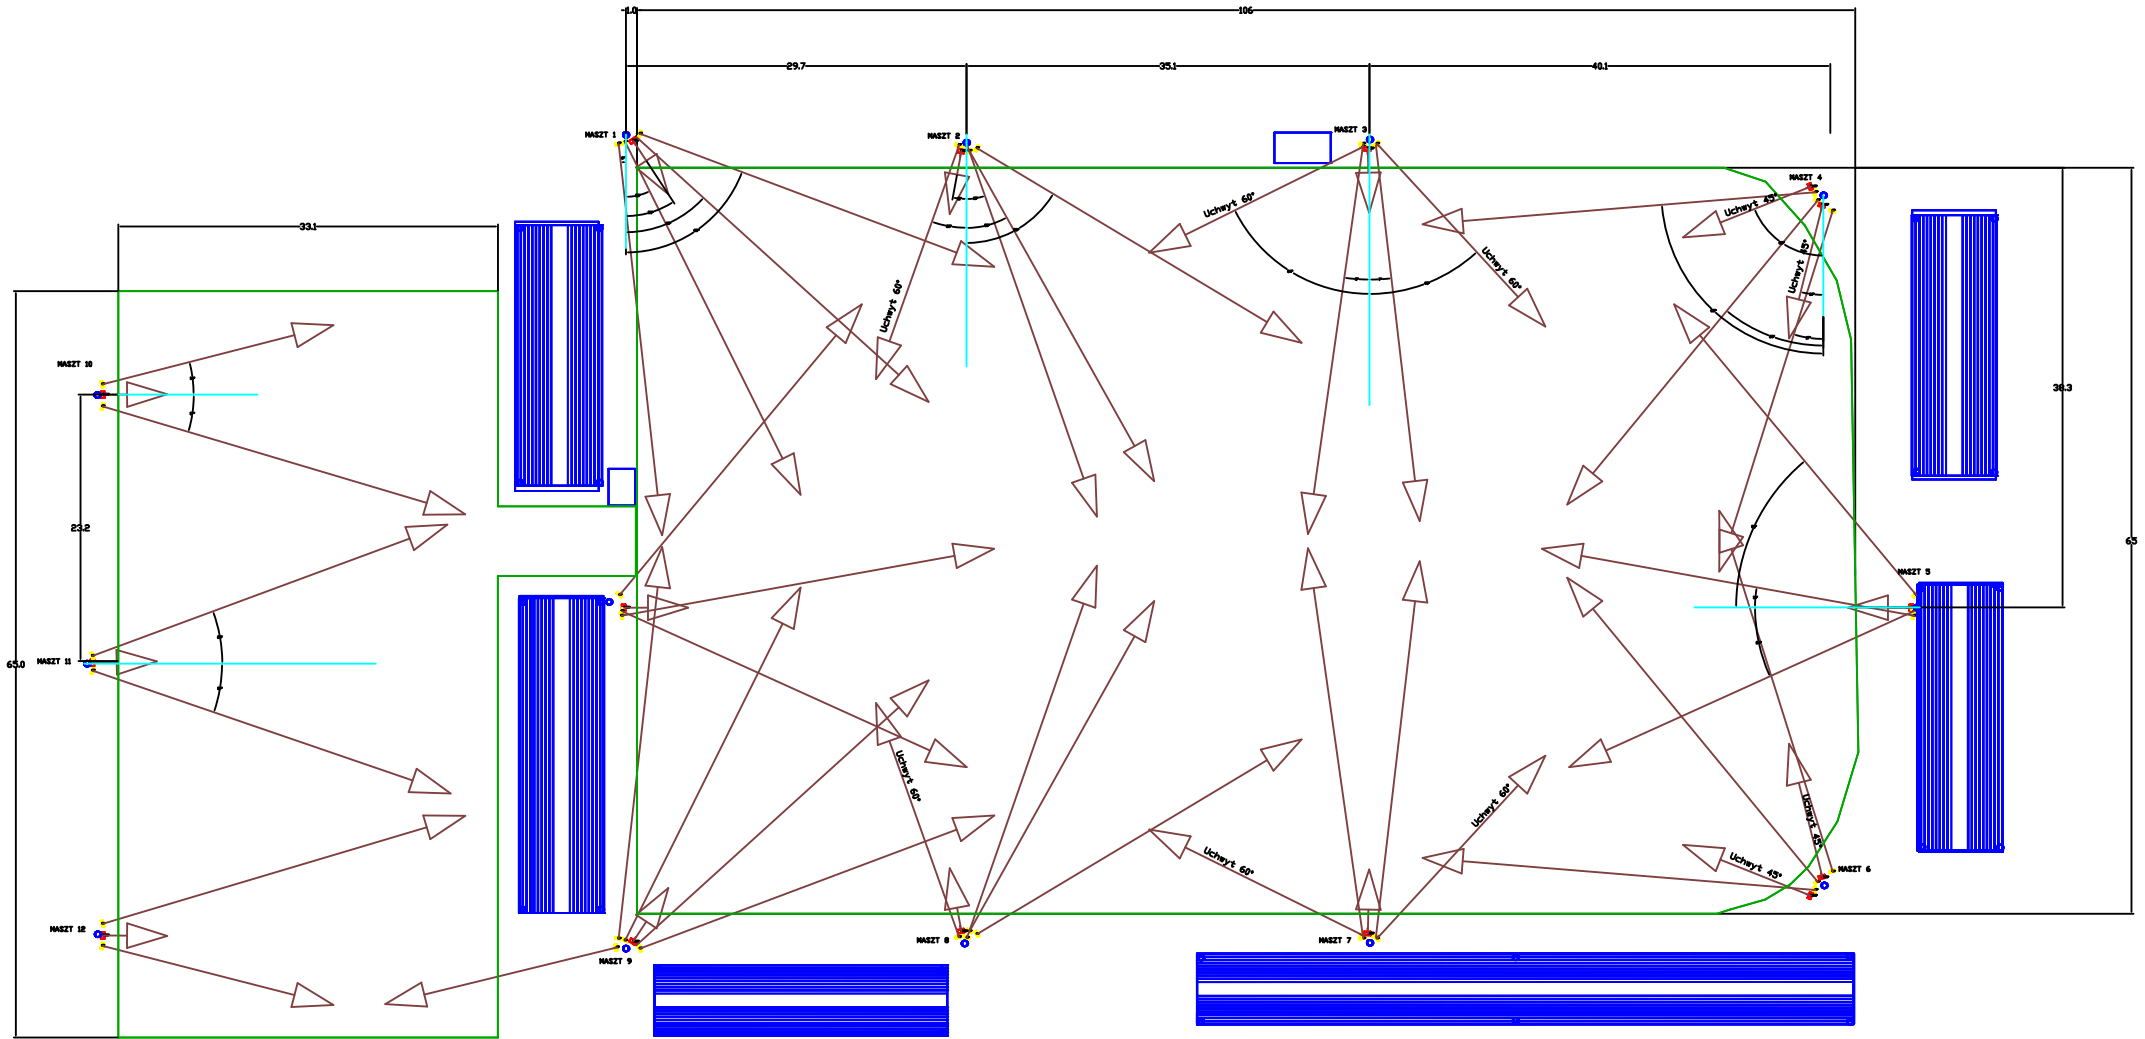 1.0
106
29.7
35.1
40.1
MASZT 1
MASZT 2
MASZT 3
MASZT 4
Uchwyt 60°
Uchwyt 45°
33.1
Uchwyt 60°
Uchwyt 60°
Uchwyt 45°
MASZT 10
38.3
23.2
65
MASZT 5
65.0
MASZT 11
Uchwyt 60°
Uchwyt 60°
Uchwyt 45°
Uchwyt 60°
Uchwyt 45°
MASZT 6
MASZT 12
MASZT 9
MASZT 8
MASZT 7